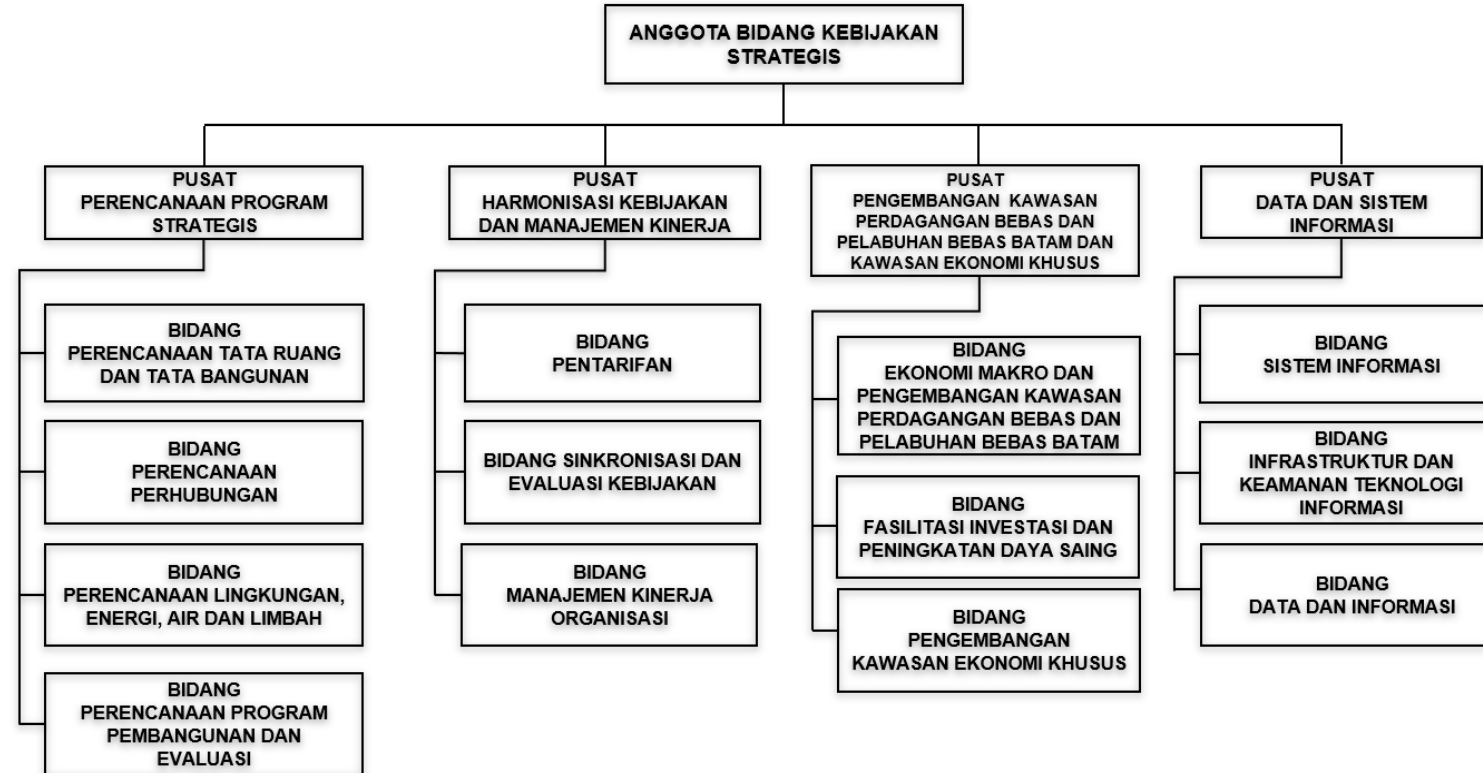 ANGGOTA BIDANG KEBIJAKAN
STRATEGIS
PUSAT
PERENCANAAN PROGRAM
STRATEGIS
BIDANG
PERENCANAAN TATA RUANG
DAN TATA BANGUNAN
BIDANG
PERENCANAAN
PERHUBUNGAN
BIDANG
PERENCANAAN LINGKUNGAN,
ENERGI, AIR DAN LIMBAH
BIDANG
PERENCANAAN PROGRAM
PEMBANGUNAN DAN
EVALUASI
PUSAT
HARMONISASI KEBIJAKAN
DAN MANAJEMEN KINERJA
BIDANG
PENTARIFAN
BIDANG SINKRONISASI DAN
EVALUASI KEBIJAKAN
BIDANG
MANAJEMEN KINERJA
ORGANISASI
PUSAT
PENGEMBANGAN KAWASAN
PERDAGANGAN BEBAS DAN
PELABUHAN BEBAS BATAM DAN
KAWASAN EKONOMI KHUSUS
BIDANG
EKONOMI MAKRO DAN
PENGEMBANGAN KAWASAN
PERDAGANGAN BEBAS DAN
PELABUHAN BEBAS BATAM
BIDANG
FASILITASI INVESTASI DAN
PENINGKATAN DAYA SAING
BIDANG
PENGEMBANGAN
KAWASAN EKONOMI KHUSUS
PUSAT
DATA DAN SISTEM
INFORMASI
BIDANG
SISTEM INFORMASI
BIDANG
INFRASTRUKTUR DAN
KEAMANAN TEKNOLOGI
INFORMASI
BIDANG
DATA DAN INFORMASI